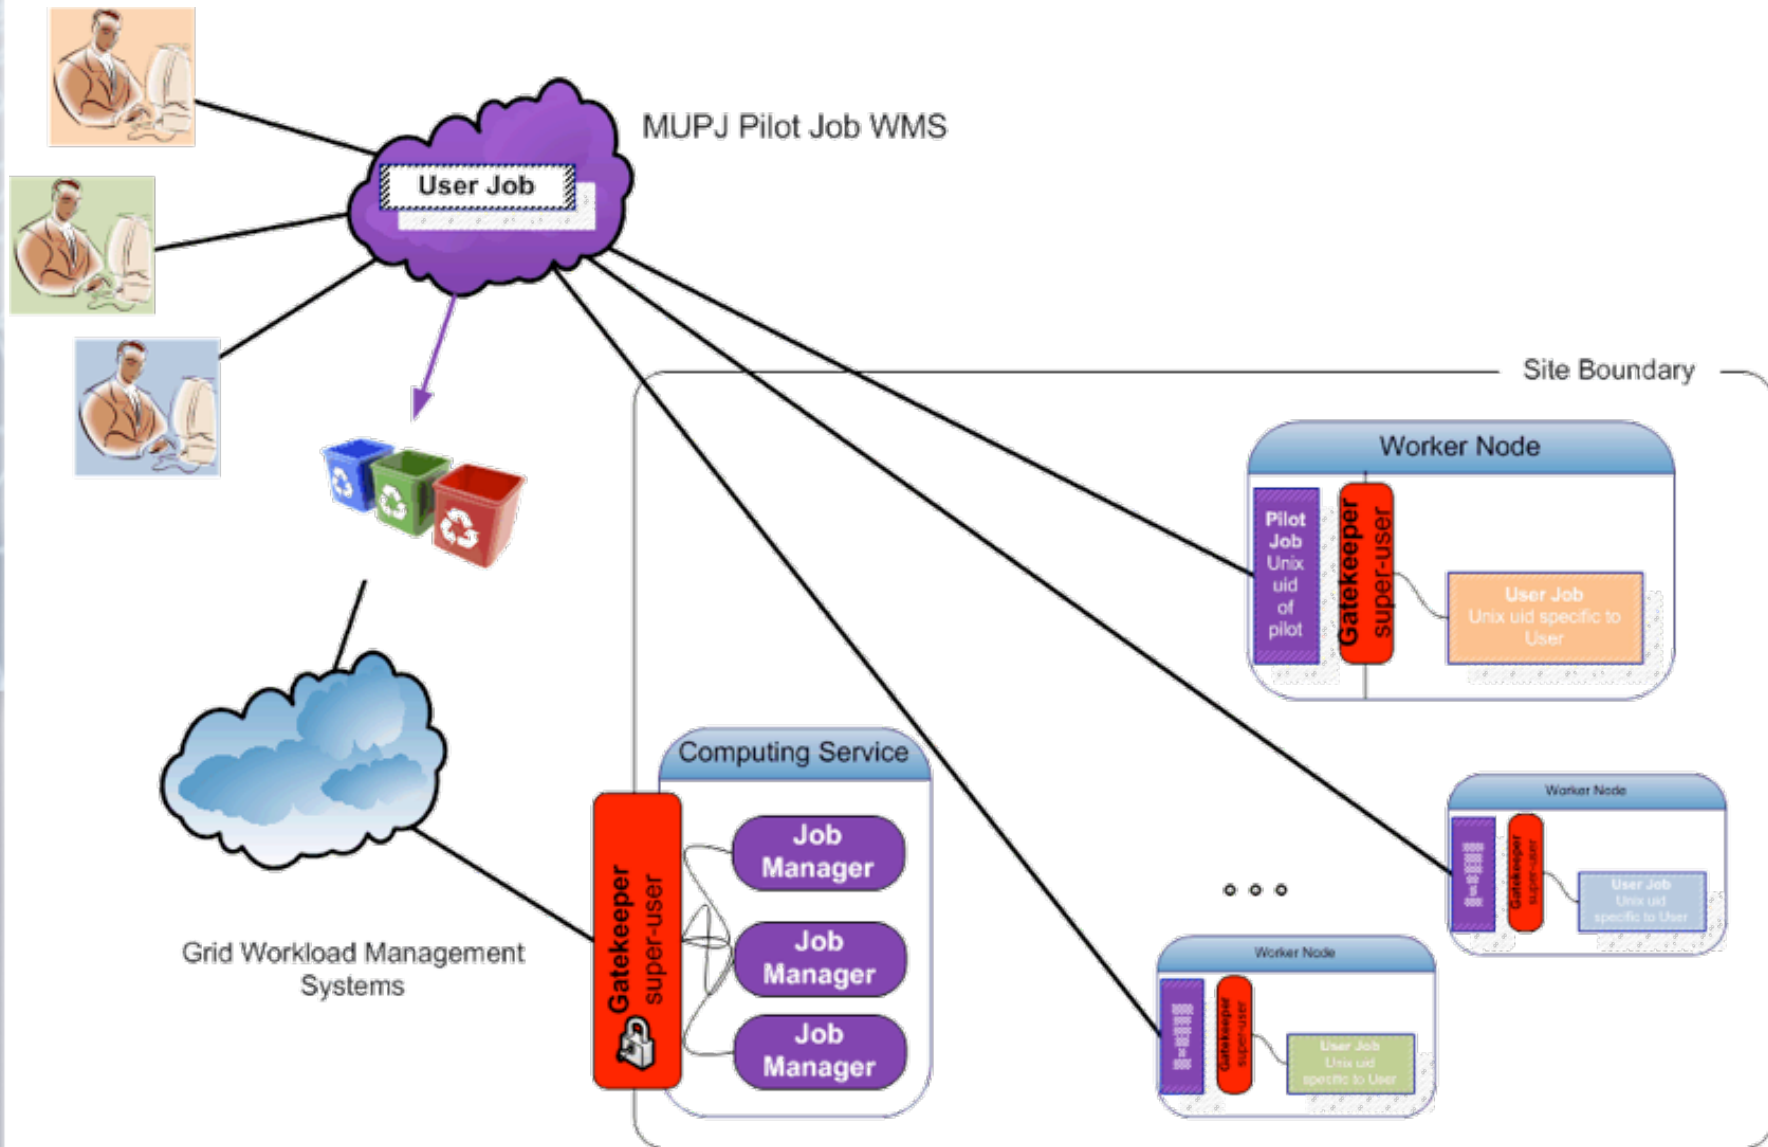 MUPJ Pilot Job WMS
User Job
Site Boundary
Worker Node
Pilot
Job
Unix
uid
of
pilot
Gatekeeper
super-user
User Job
Unix uid specific to
User
Computing Service
Gatekeeper
super-user
Job
Manager
Job
Manager
Job
Manager
Grid Workload Management
Systems
Worker Node
Gatekeeper
super-user
User Job
Unix uid
specific to User
Worker Node
Gatekeeper
super-user
User Job
Unix uid
specific to User